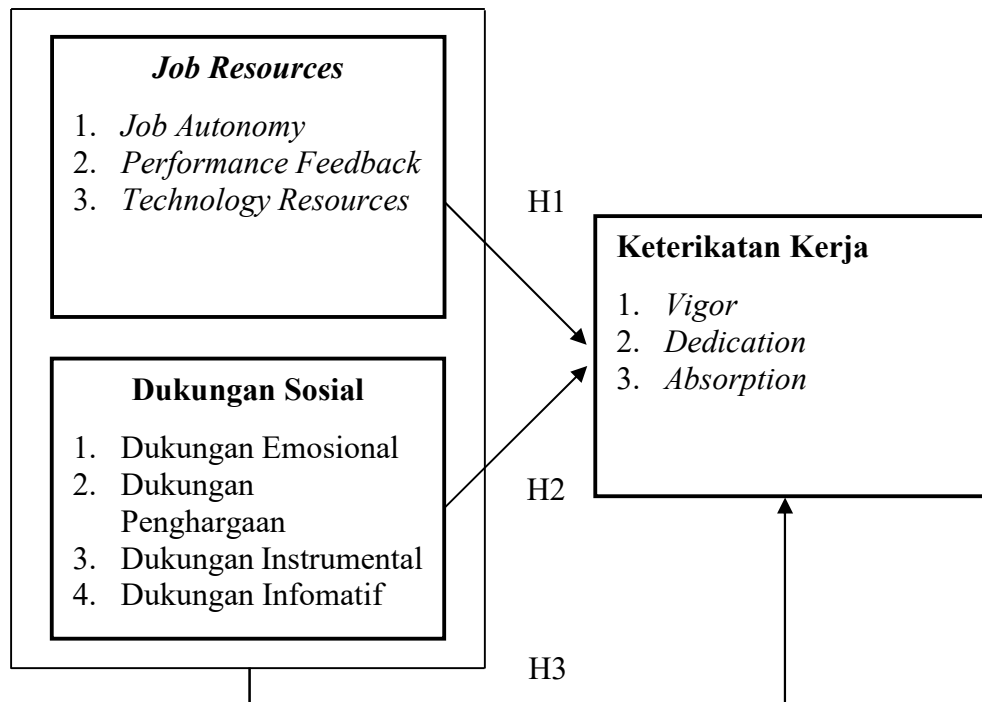 Job Resources
1. Job Autonomy
2. Performance Feedback
3. Technology Resources
H1
Keterikatan Kerja
1. Vigor
2. Dedication
3. Absorption
Dukungan Sosial
1. Dukungan Emosional
2. Dukungan
Penghargaan
3. Dukungan Instrumental
4. Dukungan Infomatif
H2
H3